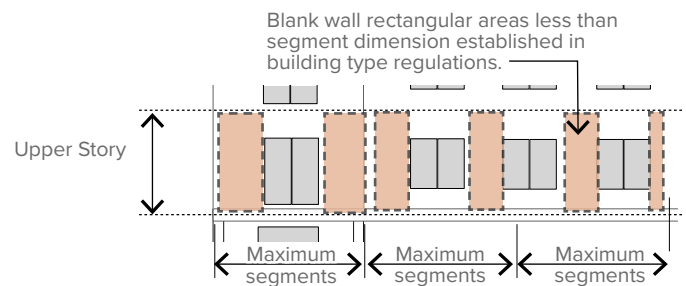 Blank wall rectangular areas less than
segment dimension established in
building type regulations.
Upper Story
Maximum
segments
Maximum
segments
Maximum
segments